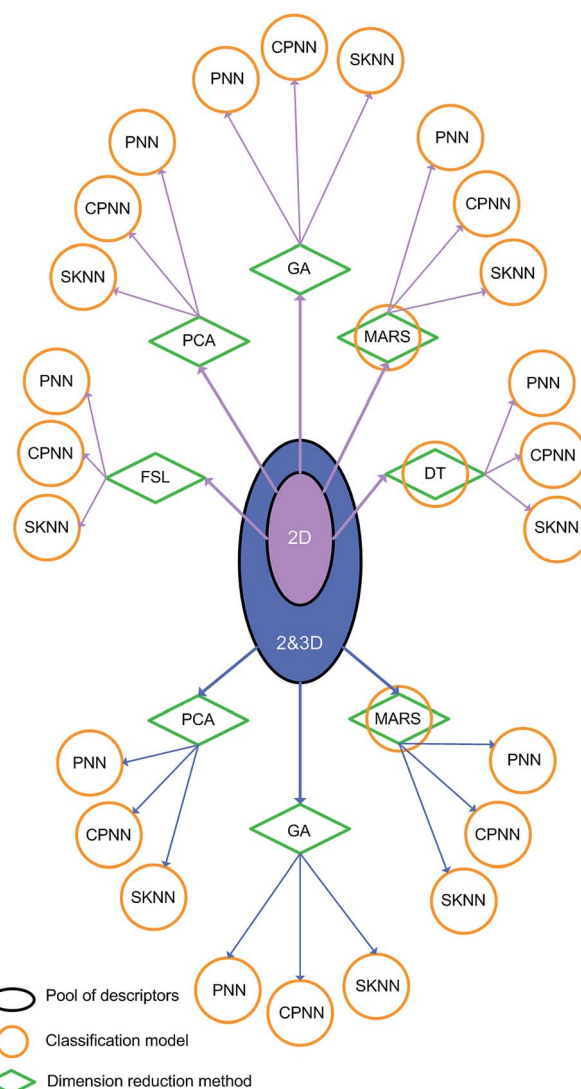 CPNN
SKNN
PNN
PNN
PNN
CPNN
CPNN
GA
SKNN
SKNN
PCA
MARS
PNN
PNN
CPNN
CPNN
FSL
DT
SKNN
SKNN
2D
2&3D
PCA
MARS
PNN
PNN
CPNN
GA
CPNN
SKNN
SKNN
PNN
SKNN
CPNN
Pool of descriptors
Classification model
Dimension reduction method